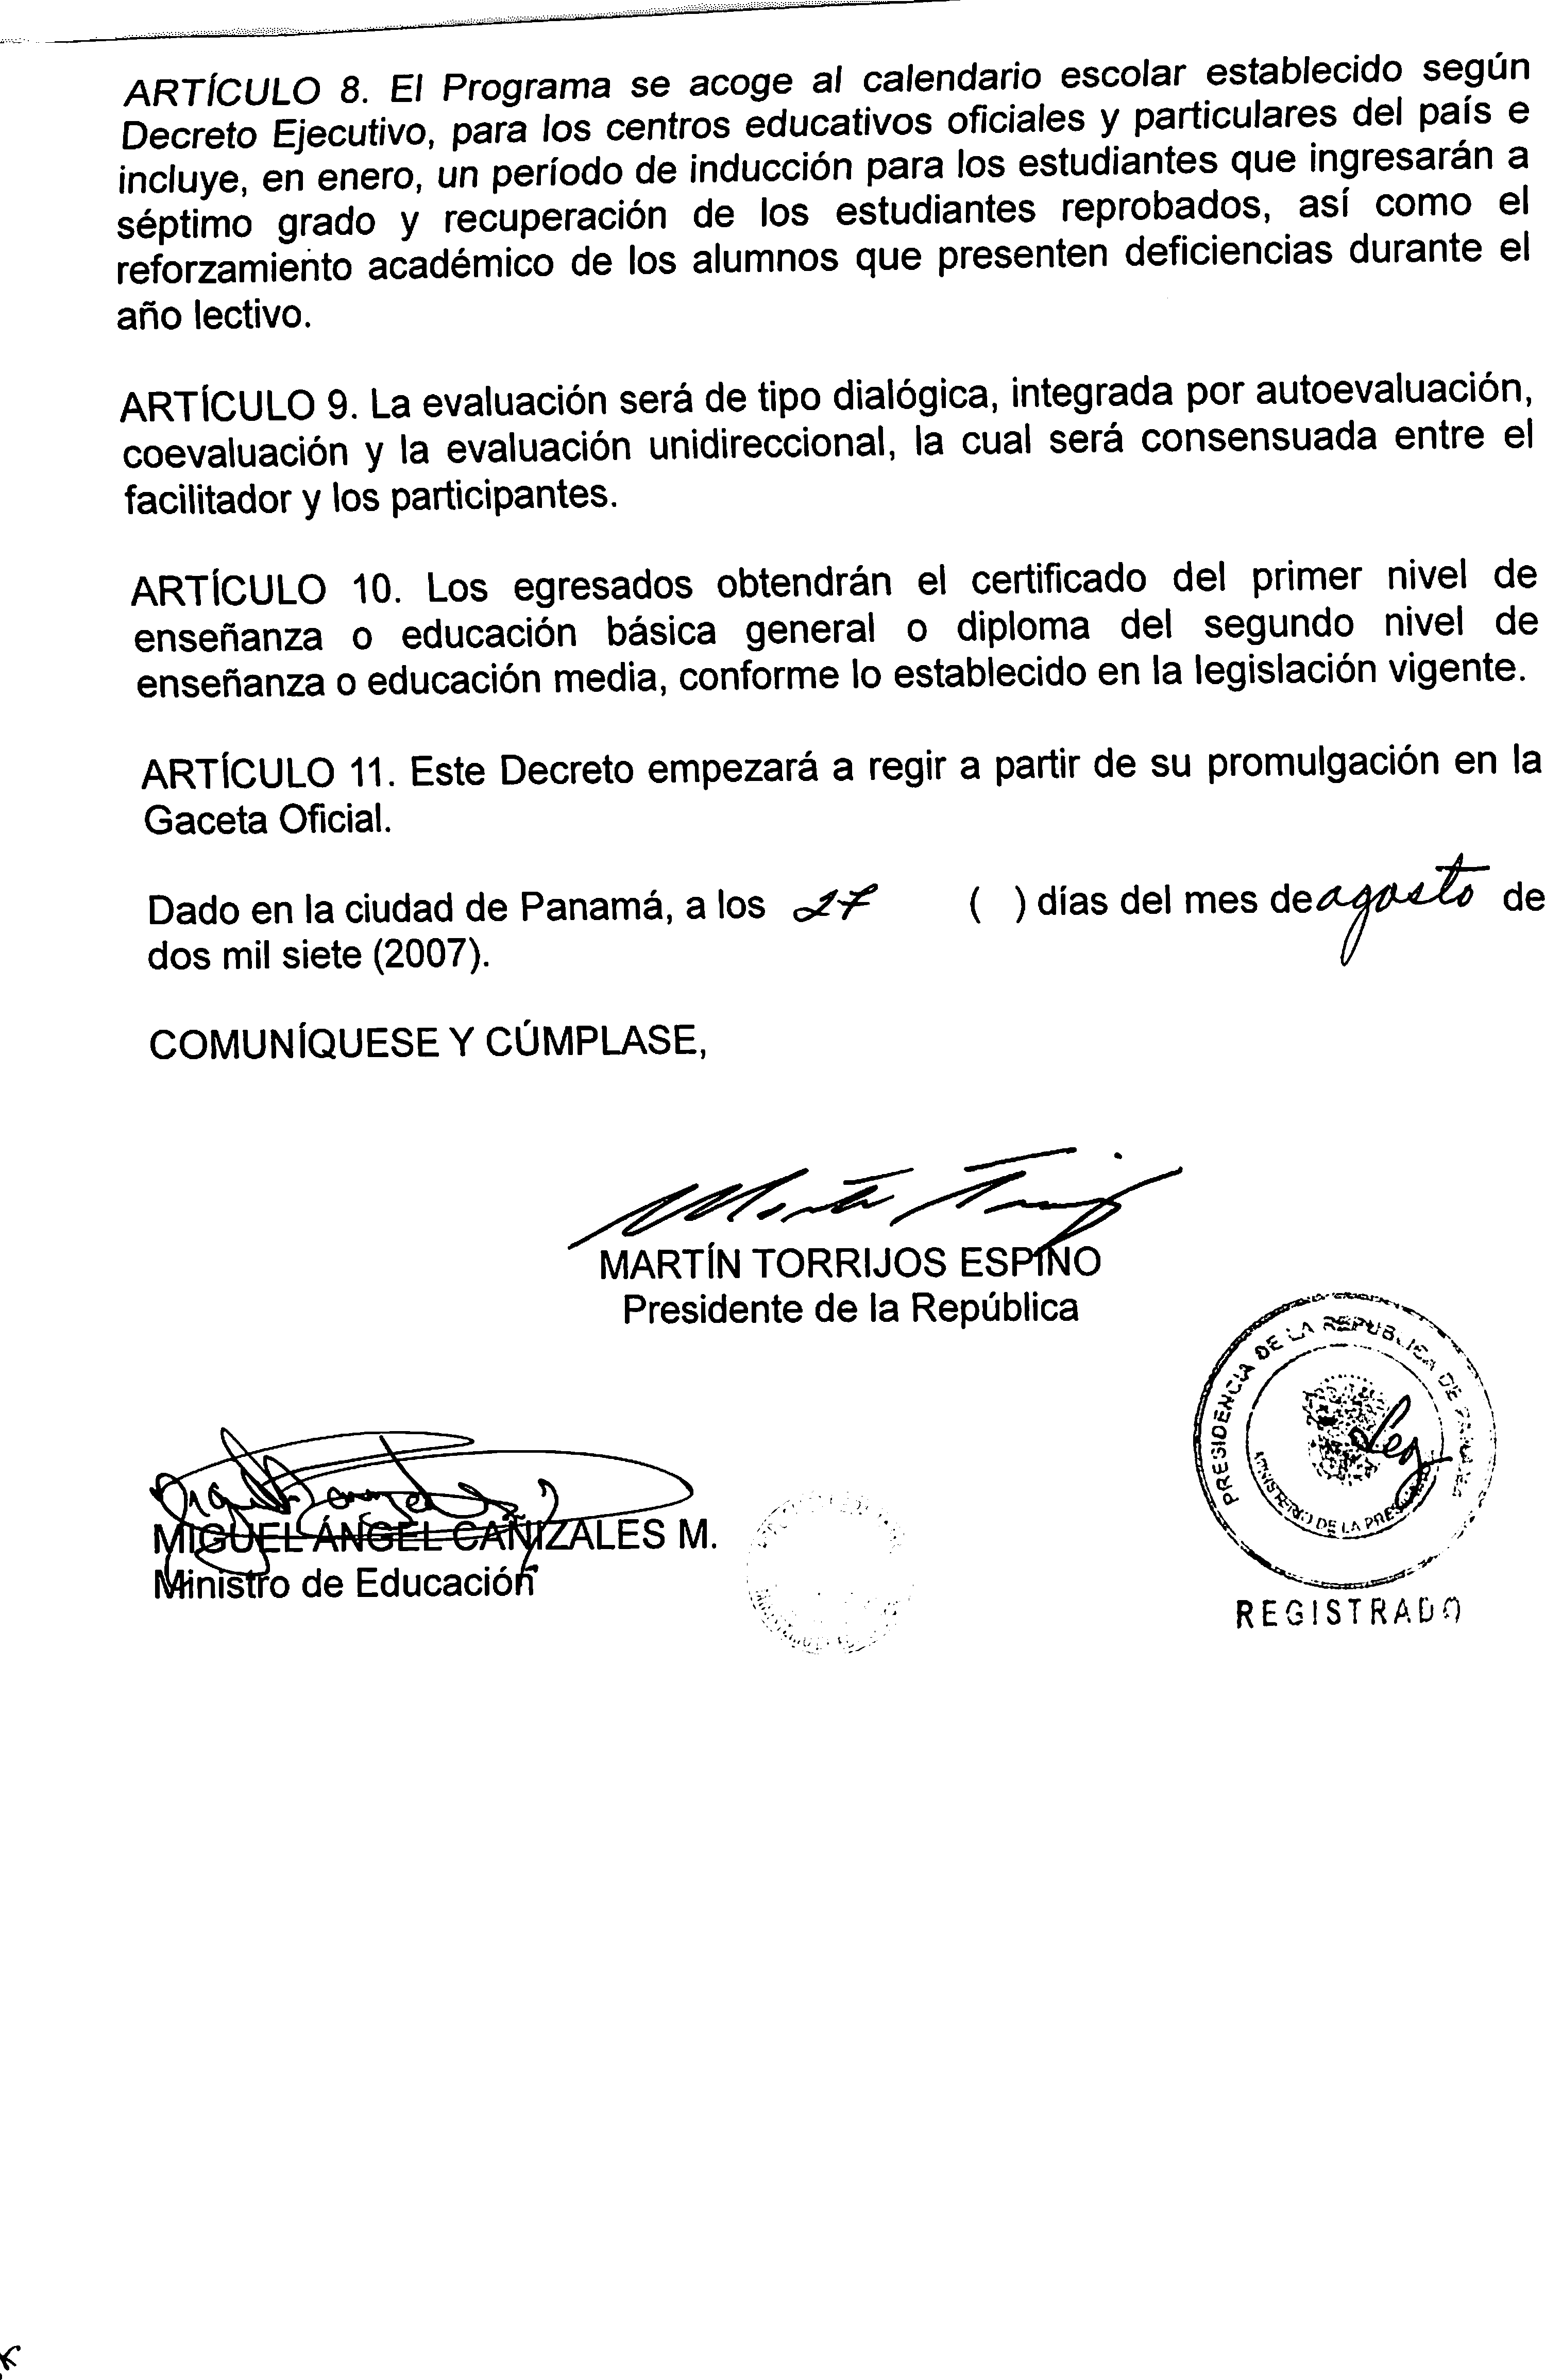 ARTÍCULO 8. El Programa se acoge al calendario escolar establecido según
Decreto Ejecutivo, para los centros educativos oficiales y particulares del país e
incluye, en enero, un período de inducción para los estudiantes que ingresarán a
séptimo grado y recuperación de los estudiantes reprobados, así como el
reforzamiento académico de los alumnos que presenten deficiencias durante el
año lectivo.
ARTÍCULO 9. La evaluación será de tipo dialógica, integrada por autoevaluación,
coevaluación y la evaluación unidireccional, la cual será consensuada entre el
facilitador y los participantes.
ARTÍCULO 10. Los egresados obtendrán el certificado del primer nivel de
enseñanza o educación básica general o diploma del segundo nivel de
enseñanza o educación media, conforme lo establecido en la legislación vigente.
ARTÍCULO 11. Este Decreto empezará a regir a partir de su promulgación en la
Gaceta Oficial.
Dado en la ciudad de Panamá, a los 27 ( ) días del mes de agosto de
dos mil siete (2007).
COMUNÍQUESE Y CÚMPLASE,
MARTÍN TORRIJOS ESPINO
Presidente de la República
PRESIDENCIA DE LA REPUBLICA DE PANAMA
MINISTERIO DE LA PRESIDENCIA
MIGUEL ÁNGEL CAÑIZALES M.
Ministro de Educación
REGISTRADO